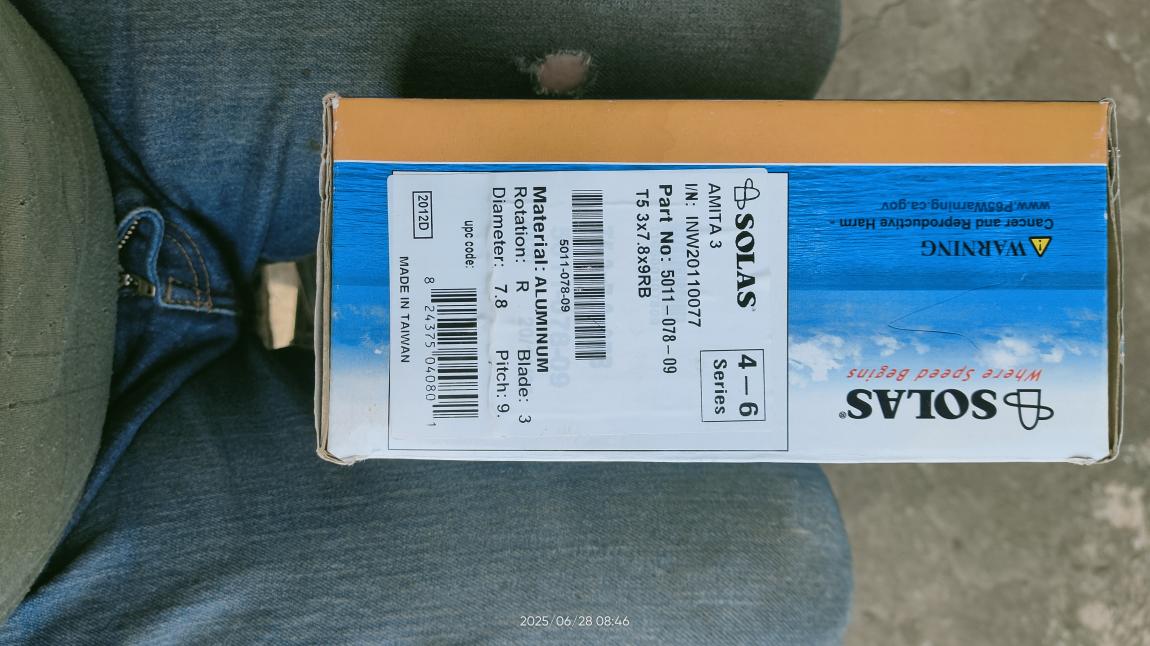 SOLAS
AMITA 3
I/N: INW20110077
Part No: 5011-078-09
T5 3x7.8x9RB
4-6
Series
5011-078-09
Material: ALUMINUM
Rotation: R Blade: 3
Diameter: 7.8 Pitch: 9.
upc code:
8 24375 04080 1
2012D
MADE IN TAIWAN
SOLAS®
Where Speed Begins
WARNING
Cancer and Reproductive Harm -
www.P65Warning.ca.gov
2025/06/28 08:46